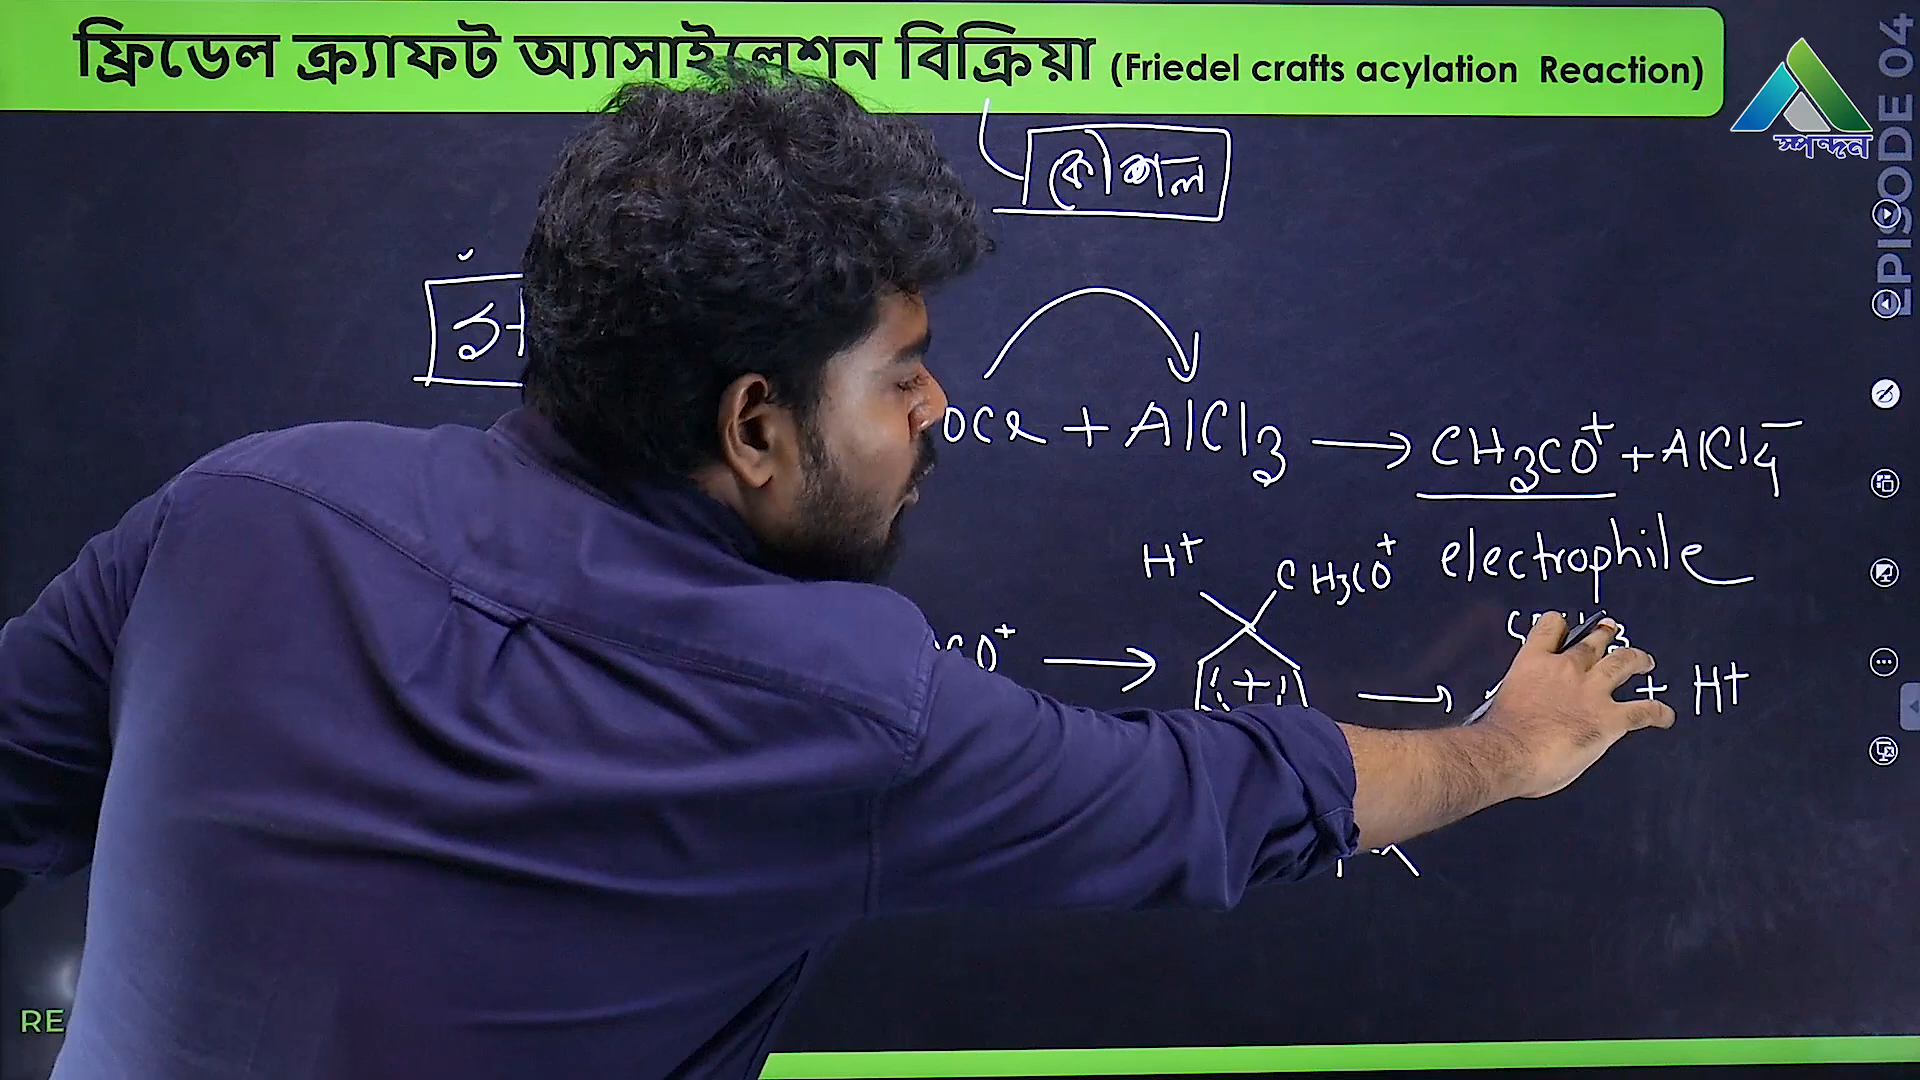 ফ্রিডেল ক্র্যাফট অ্যাসাইলেশন বিক্রিয়া (Friedel crafts acylation Reaction)
স্পন্দন
EPISODE 04
কৌশল
OCl + AlCl3 → CH3CO+ + AlCl4−
electrophile
H+ CH3CO+
CO+ → (+) → + H+
RE